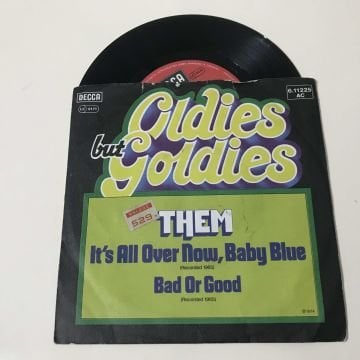 DECCA
6.11225
AC
Oldies
but
Goldies
529
THEM
It's All Over Now, Baby Blue
(Recorded 1965)
Bad Or Good
(Recorded 1965)